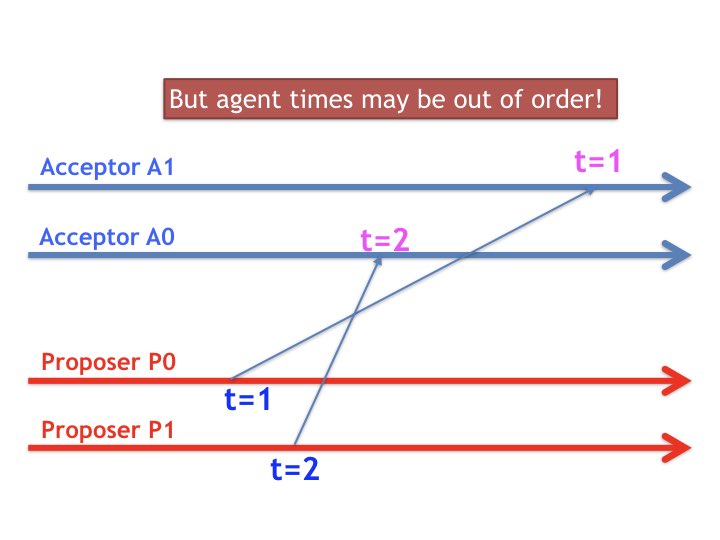 But agent times may be out of order!
Acceptor A1
t=1
Acceptor A0
t=2
Proposer P0
t=1
Proposer P1
t=2